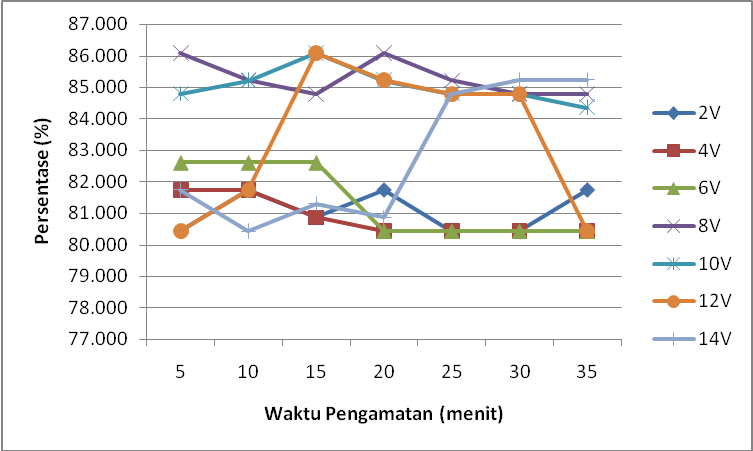 87.000
86.000
85.000
84.000
83.000
82.000
81.000
80.000
79.000
78.000
77.000
Persentase (%)
5 10 15 20 25 30 35
Waktu Pengamatan (menit)
2V
4V
6V
8V
10V
12V
14V